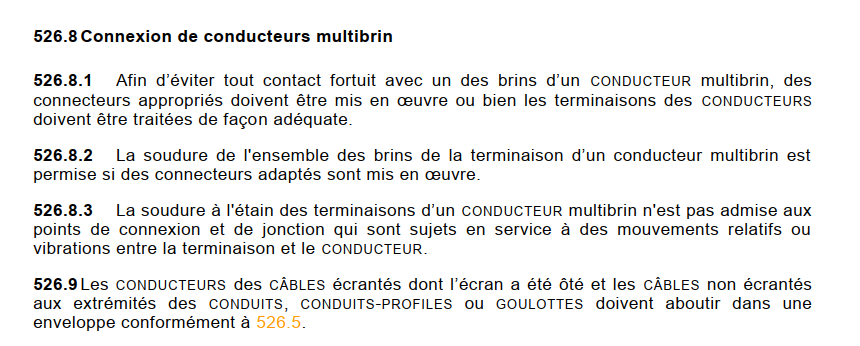 526.8 Connexion de conducteurs multibrin
526.8.1 Afin d’éviter tout contact fortuit avec un des brins d’un CONDUCTEUR multibrin, des
connecteurs appropriés doivent être mis en œuvre ou bien les terminaisons des CONDUCTEURS
doivent être traitées de façon adéquate.
526.8.2 La soudure de l'ensemble des brins de la terminaison d’un conducteur multibrin est
permise si des connecteurs adaptés sont mis en œuvre.
526.8.3 La soudure à l'étain des terminaisons d’un CONDUCTEUR multibrin n'est pas admise aux
points de connexion et de jonction qui sont sujets en service à des mouvements relatifs ou
vibrations entre la terminaison et le CONDUCTEUR.
526.9 Les CONDUCTEURS des CÂBLES écrantés dont l’écran a été ôté et les CÂBLES non écrantés
aux extrémités des CONDUITS, CONDUITS-PROFILES ou GOULOTTES doivent aboutir dans une
enveloppe conformément à 526.5.